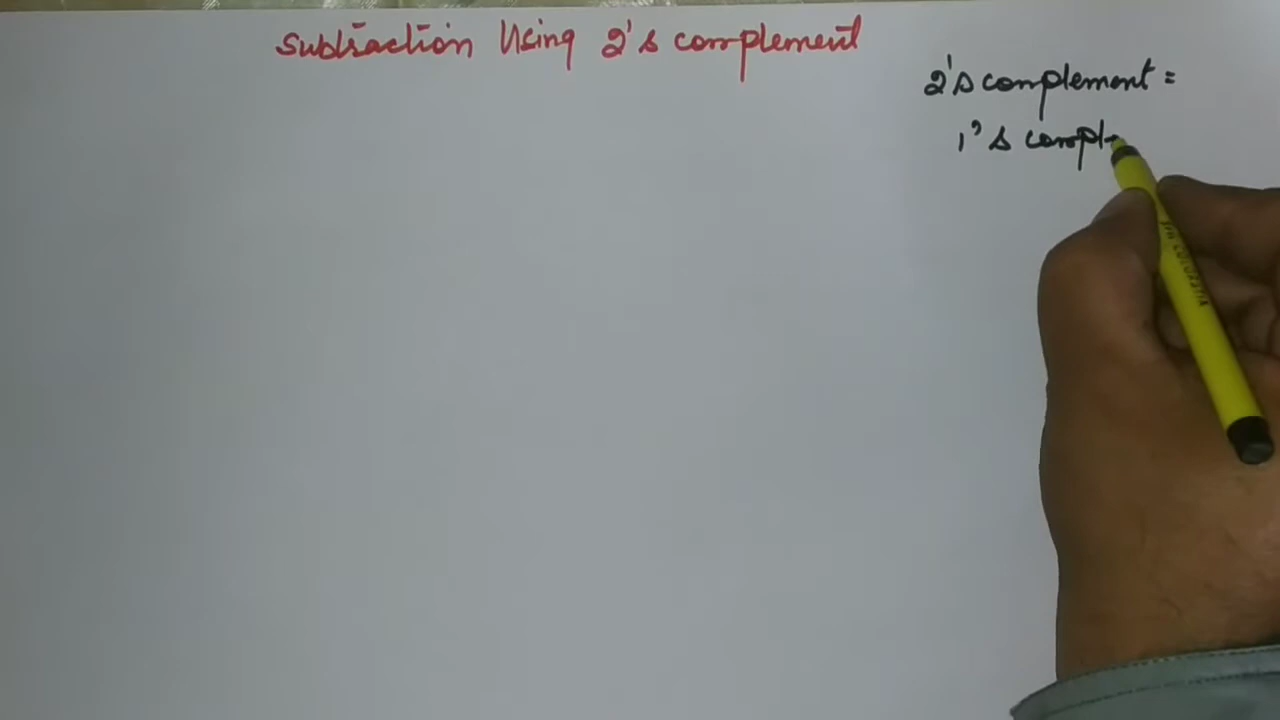 Subtraction Using 2's complement
2's complement =
1's compl